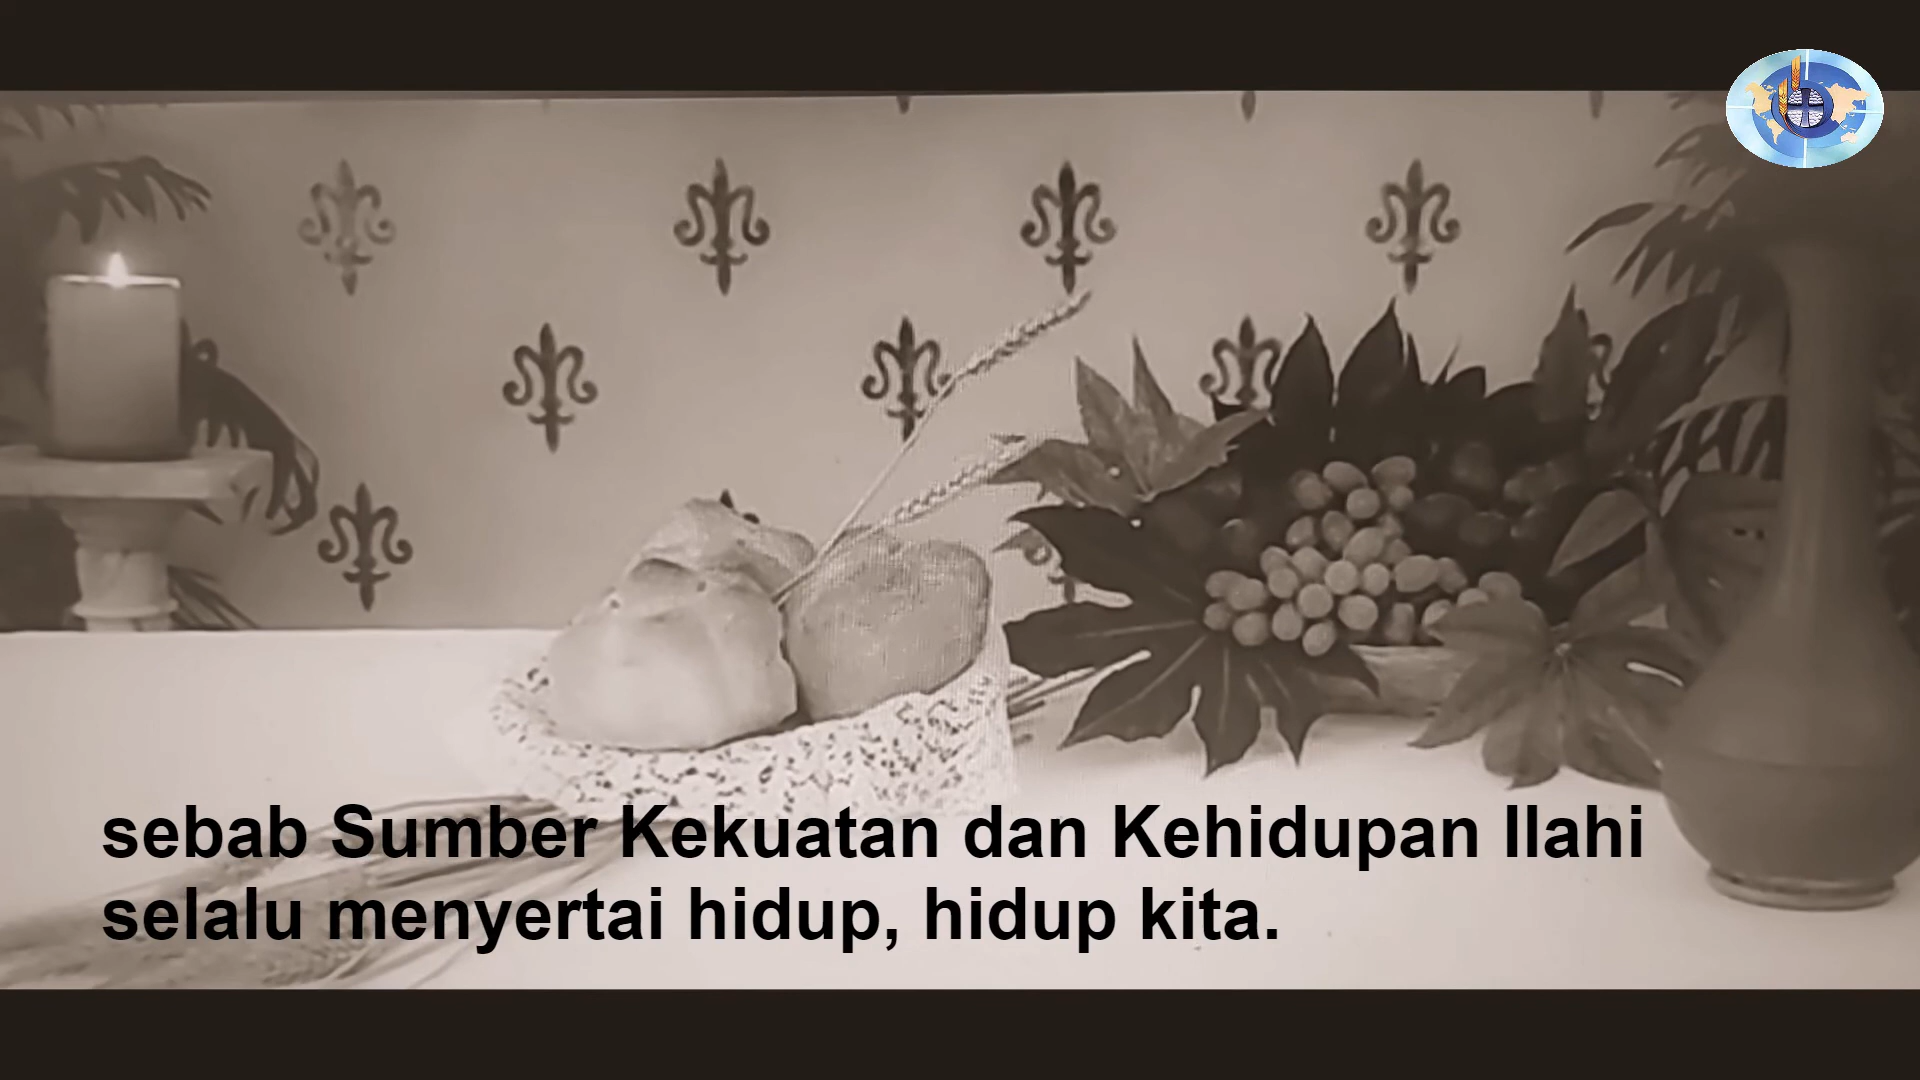 sebab Sumber Kekuatan dan Kehidupan Ilahi
selalu menyertai hidup, hidup kita.